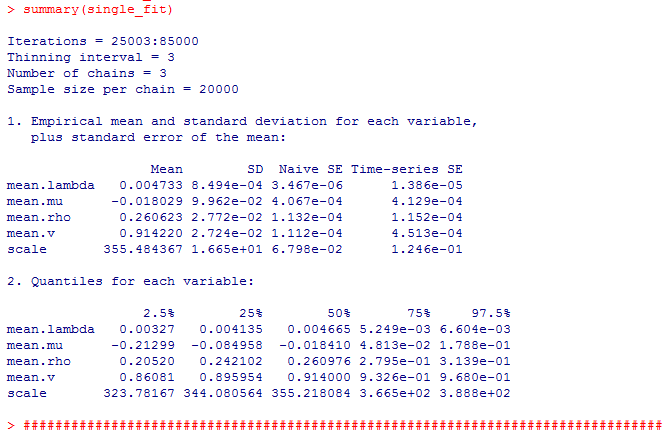 > summary(single_fit)
Iterations = 25003:85000
Thinning interval = 3
Number of chains = 3
Sample size per chain = 20000
1. Empirical mean and standard deviation for each variable,
plus standard error of the mean:
Mean SD Naive SE Time-series SE
mean.lambda 0.004733 8.494e-04 3.467e-06 1.386e-05
mean.mu -0.018029 9.962e-02 4.067e-04 4.129e-04
mean.rho 0.260623 2.772e-02 1.132e-04 1.152e-04
mean.v 0.914220 2.724e-02 1.112e-04 4.513e-04
scale 355.484367 1.665e+01 6.798e-02 1.246e-01
2. Quantiles for each variable:
2.5% 25% 50% 75% 97.5%
mean.lambda 0.00327 0.004135 0.004665 5.249e-03 6.604e-03
mean.mu -0.21299 -0.084958 -0.018410 4.813e-02 1.788e-01
mean.rho 0.20520 0.242102 0.260976 2.795e-01 3.139e-01
mean.v 0.86081 0.895954 0.914000 9.326e-01 9.680e-01
scale 323.78167 344.080564 355.218084 3.665e+02 3.888e+02
> ################################################################################